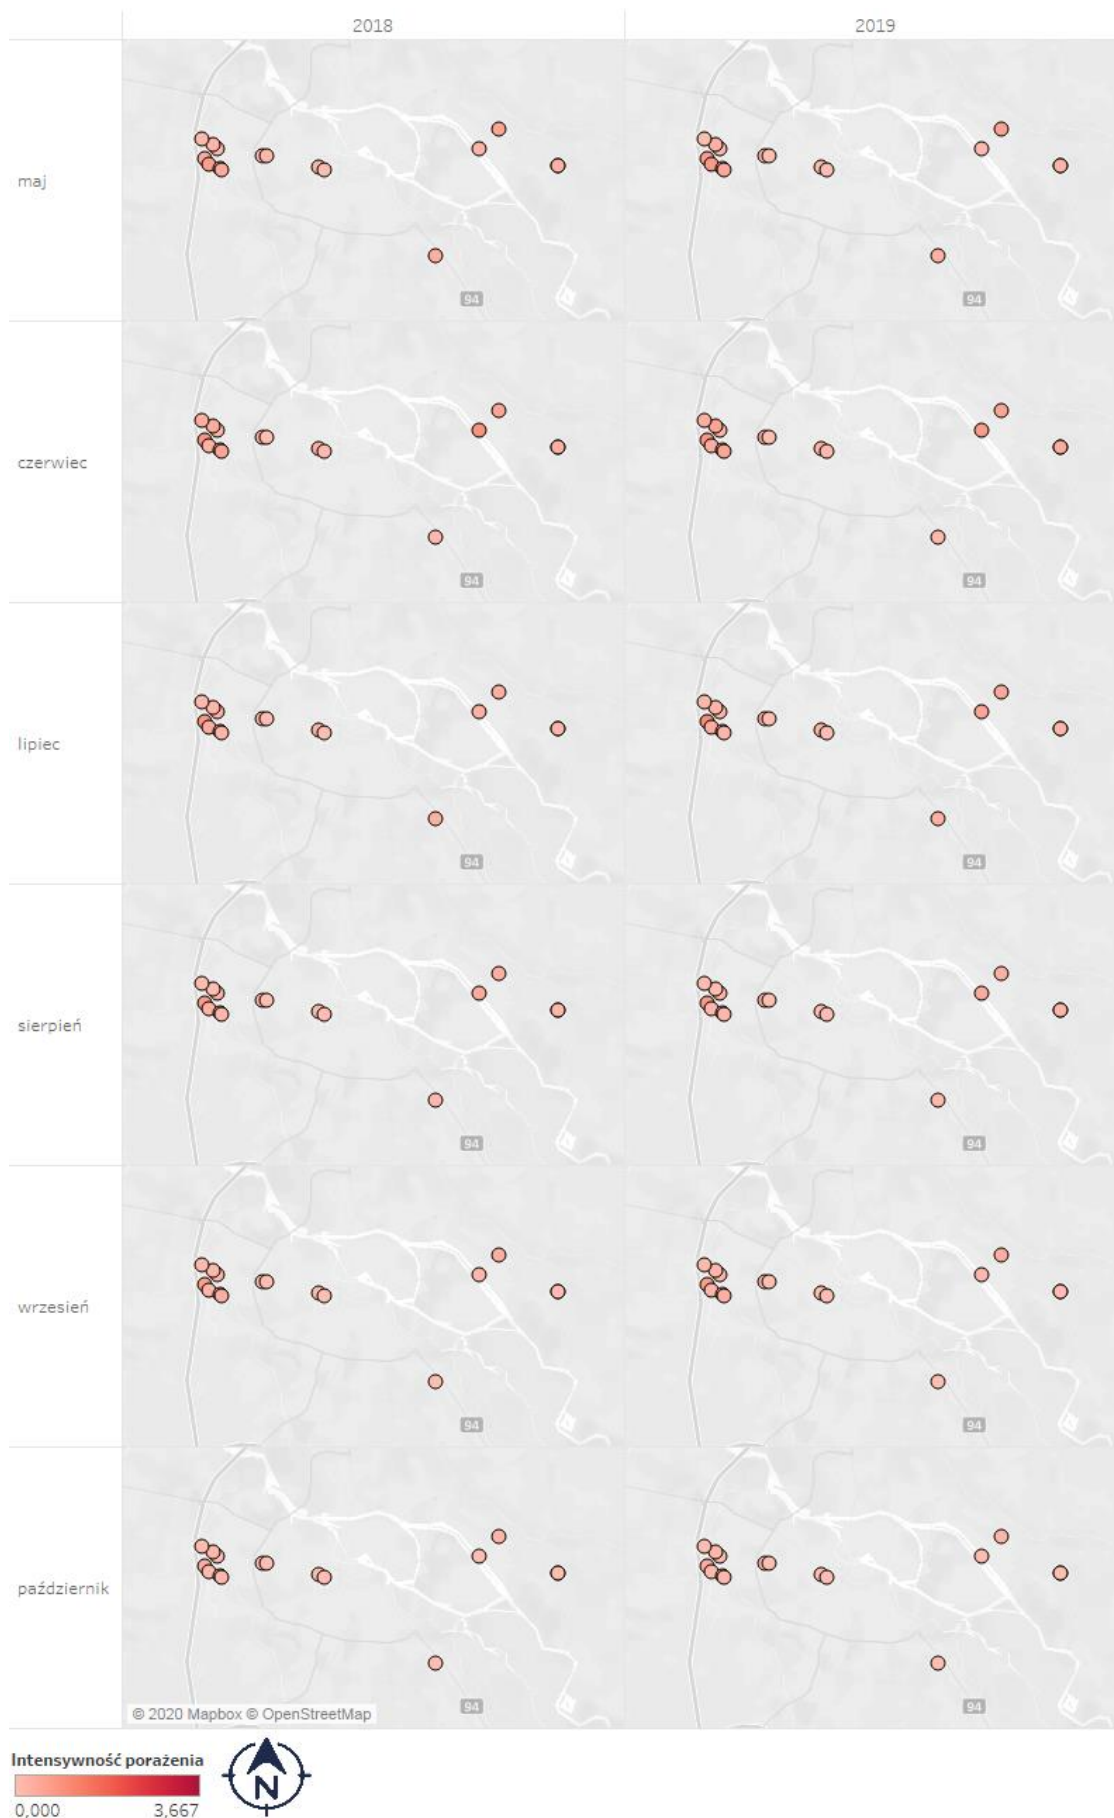 2018 2019
maj
94 94
czerwiec
94 94
lipiec
94 94
sierpień
94 94
wrzesień
94 94
październik
94 94
© 2020 Mapbox © OpenStreetMap
Intensywność porażenia
N
0,000 3,667